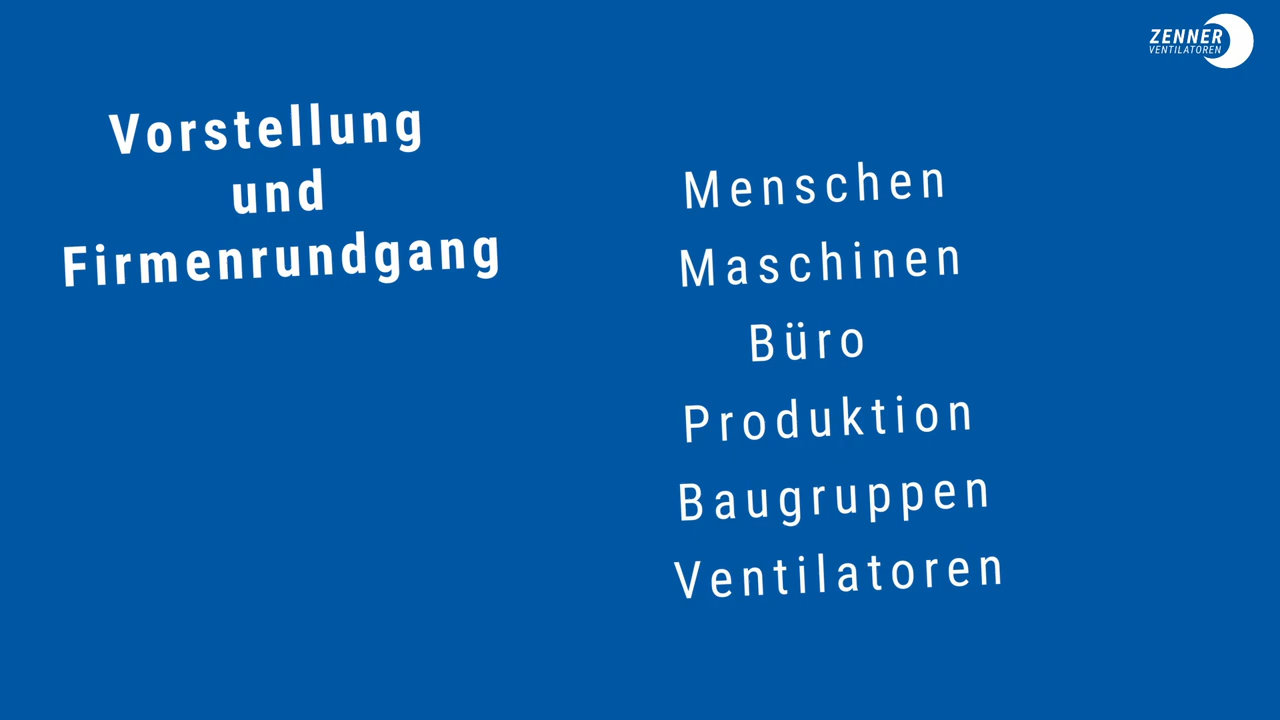 ZENNER
VENTILATOREN
Vorstellung
und
Firmenrundgang
Menschen
Maschinen
Büro
Produktion
Baugruppen
Ventilatoren